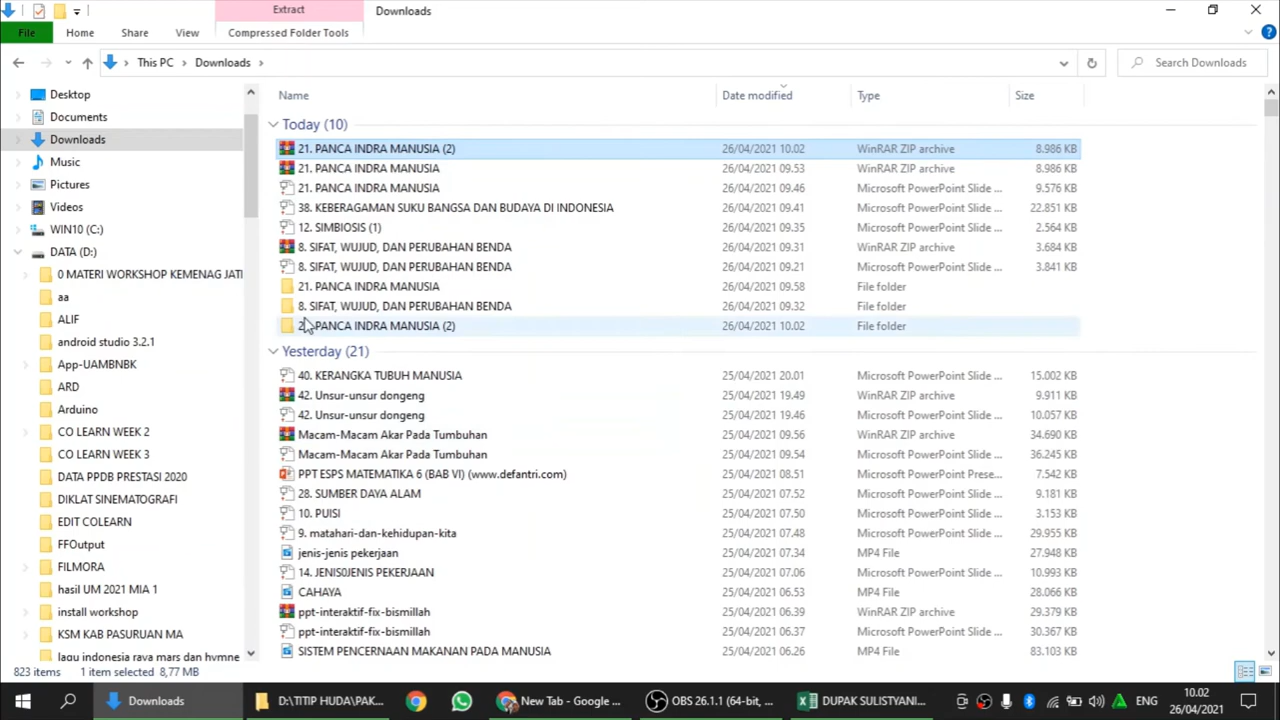 Extract
Downloads
File
Home
Share
View
Compressed Folder Tools
This PC
Downloads
Search Downloads
Desktop
Documents
Downloads
Music
Pictures
Videos
WIN10 (C:)
DATA (D:)
0 MATERI WORKSHOP KEMENAG JATI
aa
ALIF
android studio 3.2.1
App-UAMBNBK
ARD
Arduino
CO LEARN WEEK 2
CO LEARN WEEK 3
DATA PPDB PRESTASI 2020
DIKLAT SINEMATOGRAFI
EDIT COLEARN
FFOutput
FILMORA
hasil UM 2021 MIA 1
install workshop
KSM KAB PASURUAN MA
lagu indonesia raya mars dan hymne
Name Date modified Type Size
Today (10)
21. PANCA INDRA MANUSIA (2) 26/04/2021 10.02 WinRAR ZIP archive 8.986 KB
21. PANCA INDRA MANUSIA 26/04/2021 09.53 WinRAR ZIP archive 8.986 KB
21. PANCA INDRA MANUSIA 26/04/2021 09.46 Microsoft PowerPoint Slide ... 9.576 KB
38. KEBERAGAMAN SUKU BANGSA DAN BUDAYA DI INDONESIA 26/04/2021 09.41 Microsoft PowerPoint Slide ... 22.851 KB
12. SIMBIOSIS (1) 26/04/2021 09.35 Microsoft PowerPoint Slide ... 2.564 KB
8. SIFAT, WUJUD, DAN PERUBAHAN BENDA 26/04/2021 09.31 WinRAR ZIP archive 3.684 KB
8. SIFAT, WUJUD, DAN PERUBAHAN BENDA 26/04/2021 09.21 Microsoft PowerPoint Slide ... 3.841 KB
21. PANCA INDRA MANUSIA 26/04/2021 09.58 File folder
8. SIFAT, WUJUD, DAN PERUBAHAN BENDA 26/04/2021 09.32 File folder
PANCA INDRA MANUSIA (2) 26/04/2021 10.02 File folder
Yesterday (21)
40. KERANGKA TUBUH MANUSIA 25/04/2021 20.01 Microsoft PowerPoint Slide ... 15.002 KB
42. Unsur-unsur dongeng 25/04/2021 19.49 WinRAR ZIP archive 9.911 KB
42. Unsur-unsur dongeng 25/04/2021 19.46 Microsoft PowerPoint Slide ... 10.057 KB
Macam-Macam Akar Pada Tumbuhan 25/04/2021 09.56 WinRAR ZIP archive 34.690 KB
Macam-Macam Akar Pada Tumbuhan 25/04/2021 09.54 Microsoft PowerPoint Slide ... 36.245 KB
PPT ESPS MATEMATIKA 6 (BAB VI) (www.defantri.com) 25/04/2021 08.51 Microsoft PowerPoint Prese... 7.542 KB
28. SUMBER DAYA ALAM 25/04/2021 07.52 Microsoft PowerPoint Slide ... 9.181 KB
10. PUISI 25/04/2021 07.50 Microsoft PowerPoint Slide ... 3.153 KB
9. matahari-dan-kehidupan-kita 25/04/2021 07.48 Microsoft PowerPoint Slide ... 29.955 KB
jenis-jenis pekerjaan 25/04/2021 07.34 MP4 File 27.948 KB
14. JENIS0JENIS PEKERJAAN 25/04/2021 07.06 Microsoft PowerPoint Slide ... 10.993 KB
CAHAYA 25/04/2021 06.53 MP4 File 28.066 KB
ppt-interaktif-fix-bismillah 25/04/2021 06.39 WinRAR ZIP archive 29.379 KB
ppt-interaktif-fix-bismillah 25/04/2021 06.37 Microsoft PowerPoint Slide ... 30.367 KB
SISTEM PENCERNAAN MAKANAN PADA MANUSIA 25/04/2021 06.26 MP4 File 83.103 KB
823 items 1 item selected 8,77 MB
Downloads
D:\TITIP HUDA\PAK...
New Tab - Google ...
OBS 26.1.1 (64-bit, ...
DUPAK SULISTYANI...
ENG
10.02
26/04/2021